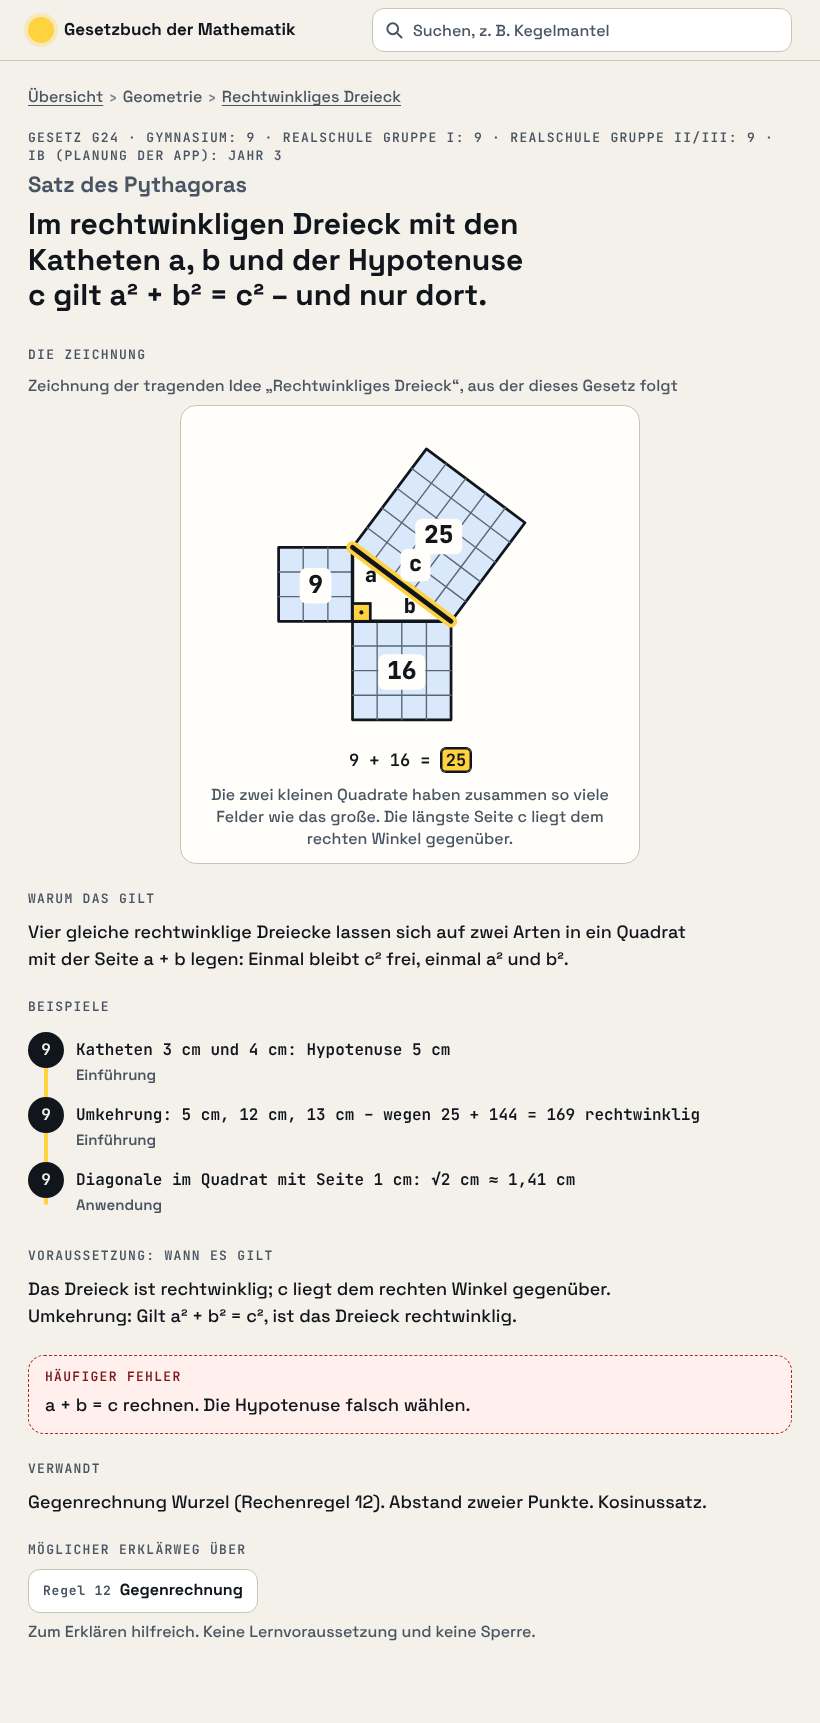 Gesetzbuch der Mathematik
Suchen, z. B. Kegelmantel
Übersicht › Geometrie › Rechtwinkliges Dreieck
GESETZ G24 · GYMNASIUM: 9 · REALSCHULE GRUPPE I: 9 · REALSCHULE GRUPPE II/III: 9 ·
IB (PLANUNG DER APP): JAHR 3
Satz des Pythagoras
Im rechtwinkligen Dreieck mit den
Katheten a, b und der Hypotenuse
c gilt a² + b² = c² – und nur dort.
DIE ZEICHNUNG
Zeichnung der tragenden Idee „Rechtwinkliges Dreieck“, aus der dieses Gesetz folgt
25
c
a
9
b
16
9 + 16 = 25
Die zwei kleinen Quadrate haben zusammen so viele
Felder wie das große. Die längste Seite c liegt dem
rechten Winkel gegenüber.
WARUM DAS GILT
Vier gleiche rechtwinklige Dreiecke lassen sich auf zwei Arten in ein Quadrat
mit der Seite a + b legen: Einmal bleibt c² frei, einmal a² und b².
BEISPIELE
9 Katheten 3 cm und 4 cm: Hypotenuse 5 cm
Einführung
9 Umkehrung: 5 cm, 12 cm, 13 cm – wegen 25 + 144 = 169 rechtwinklig
Einführung
9 Diagonale im Quadrat mit Seite 1 cm: √2 cm ≈ 1,41 cm
Anwendung
VORAUSSETZUNG: WANN ES GILT
Das Dreieck ist rechtwinklig; c liegt dem rechten Winkel gegenüber.
Umkehrung: Gilt a² + b² = c², ist das Dreieck rechtwinklig.
HÄUFIGER FEHLER
a + b = c rechnen. Die Hypotenuse falsch wählen.
VERWANDT
Gegenrechnung Wurzel (Rechenregel 12). Abstand zweier Punkte. Kosinussatz.
MÖGLICHER ERKLÄRWEG ÜBER
Regel 12 Gegenrechnung
Zum Erklären hilfreich. Keine Lernvoraussetzung und keine Sperre.